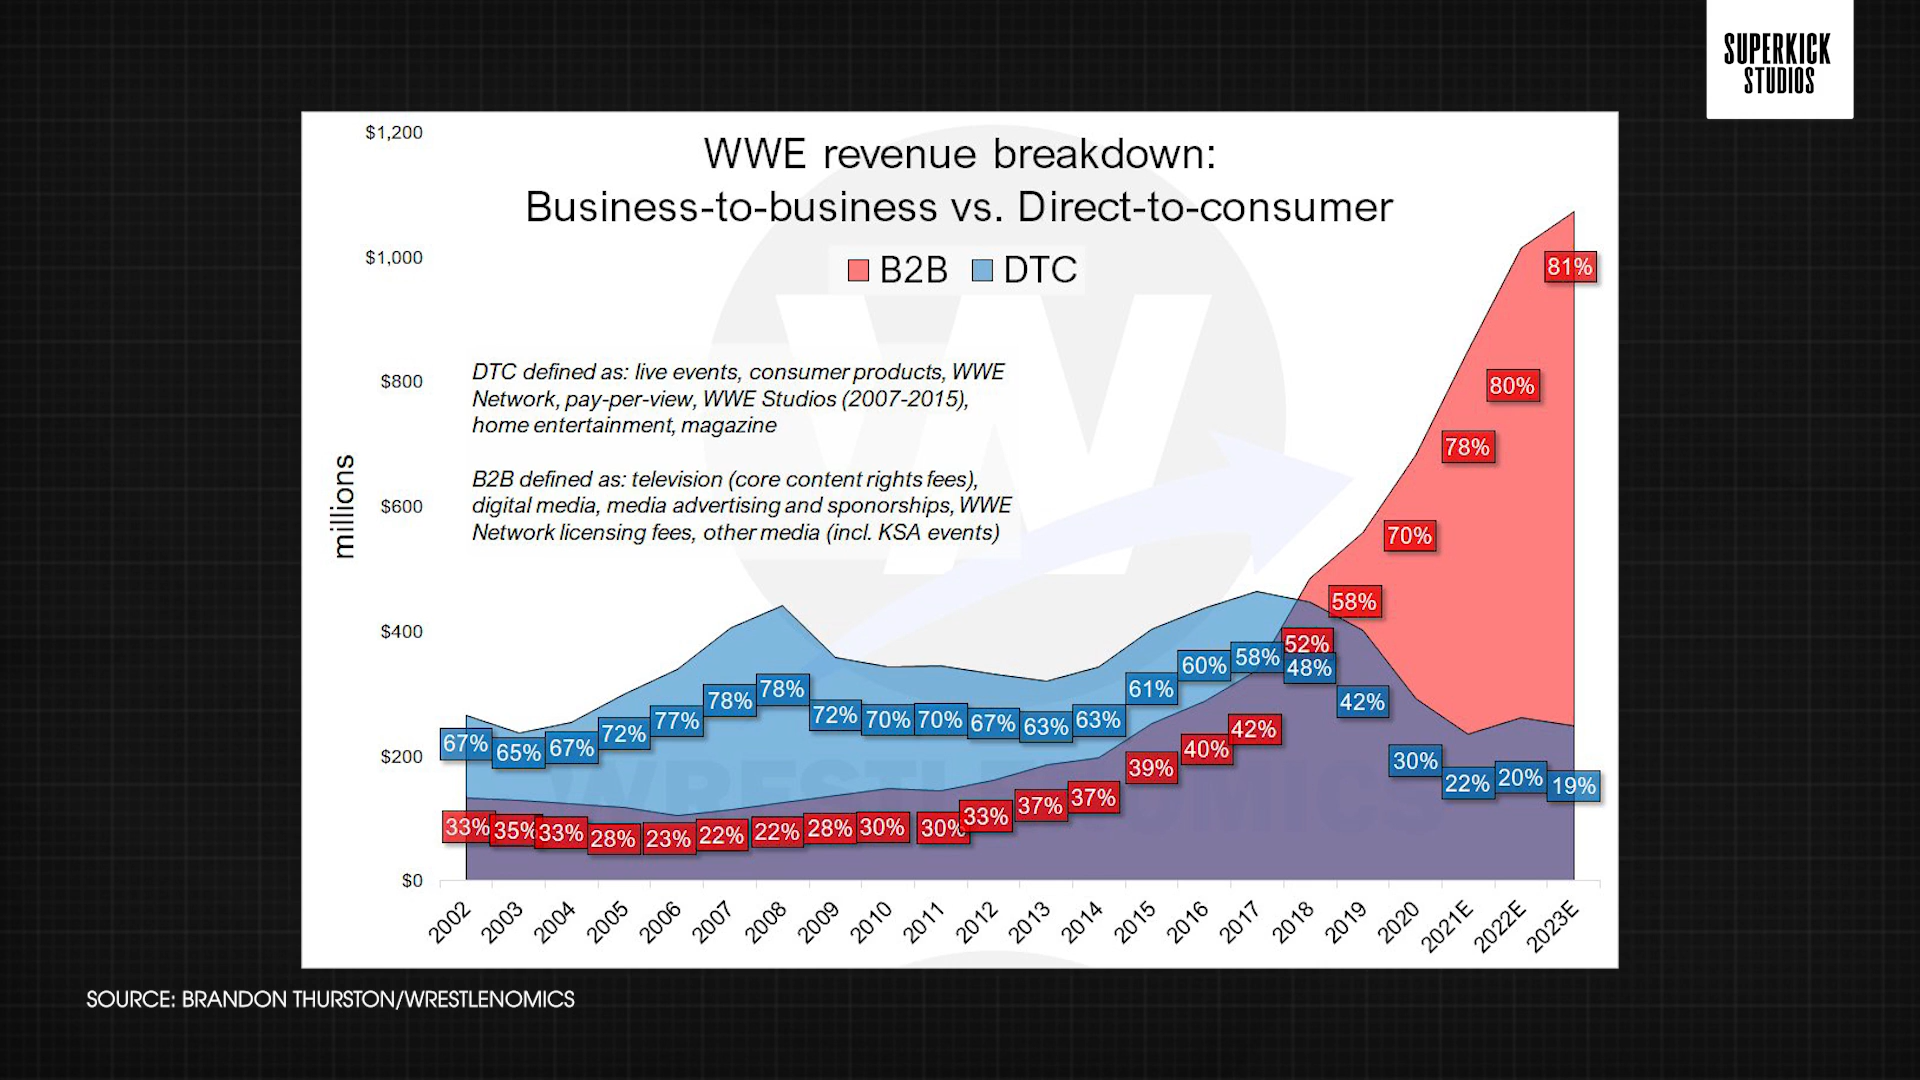 SUPERKICK
STUDIOS
WWE revenue breakdown:
Business-to-business vs. Direct-to-consumer
B2B DTC
DTC defined as: live events, consumer products, WWE
Network, pay-per-view, WWE Studios (2007-2015),
home entertainment, magazine
B2B defined as: television (core content rights fees),
digital media, media advertising and sponorships, WWE
Network licensing fees, other media (incl. KSA events)
millions
$1,200
$1,000
$800
$600
$400
$200
$0
67% 65% 67% 72% 77% 78% 78% 72% 70% 70% 67% 63% 63% 61% 60% 58% 48% 42% 30% 22% 20% 19%
33% 35% 33% 28% 23% 22% 22% 28% 30% 30% 33% 37% 37% 39% 40% 42% 52% 58% 70% 78% 80% 81%
2002 2003 2004 2005 2006 2007 2008 2009 2010 2011 2012 2013 2014 2015 2016 2017 2018 2019 2020 2021E 2022E 2023E
WRESTLENOMICS
SOURCE: BRANDON THURSTON/WRESTLENOMICS